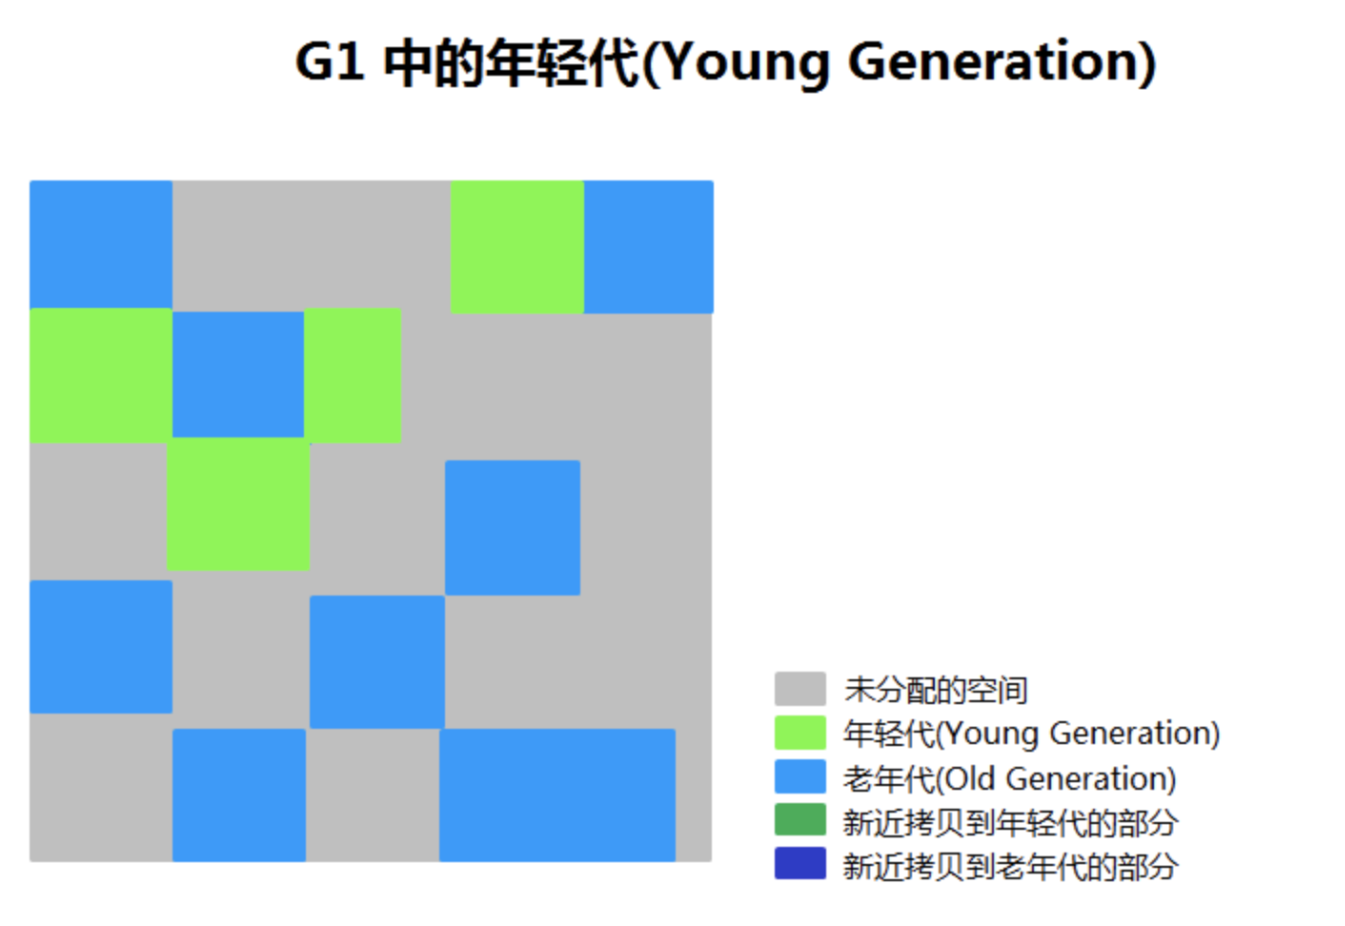 G1 中的年轻代(Young Generation)
未分配的空间
年轻代(Young Generation)
老年代(Old Generation)
新近拷贝到年轻代的部分
新近拷贝到老年代的部分